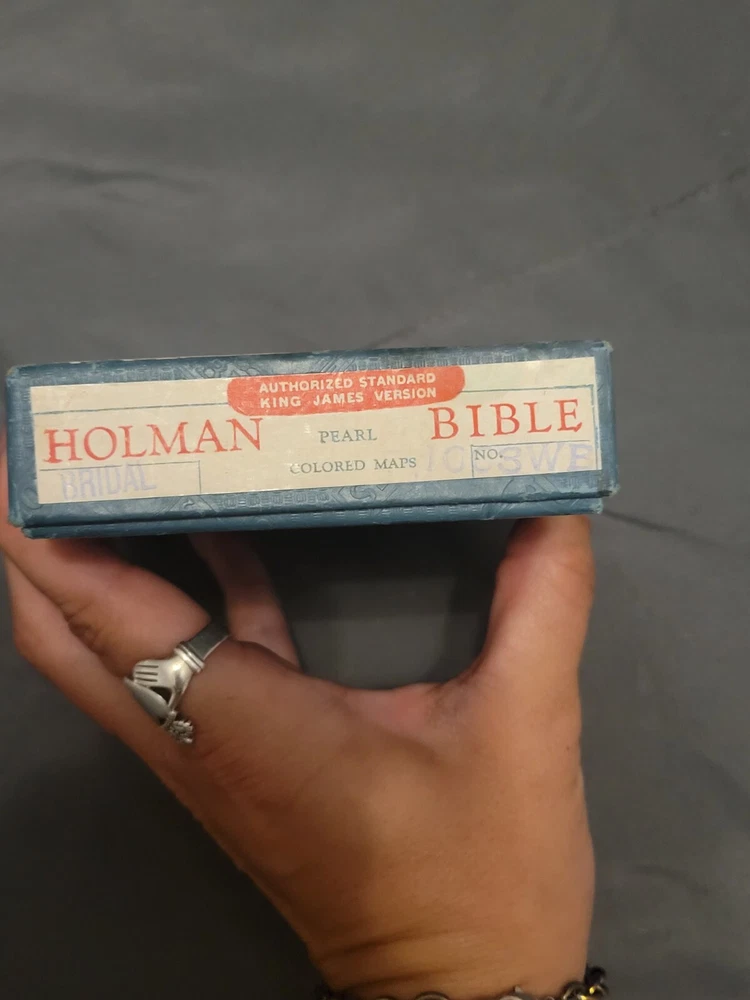 AUTHORIZED STANDARD
KING JAMES VERSION
HOLMAN PEARL BIBLE
BRIDAL COLORED MAPS NO.